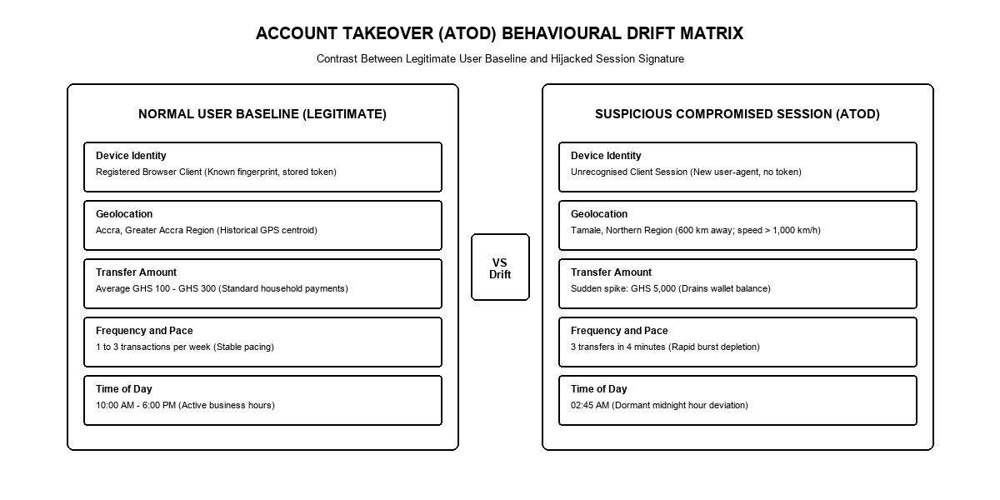 ACCOUNT TAKEOVER (ATOD) BEHAVIOURAL DRIFT MATRIX
Contrast Between Legitimate User Baseline and Hijacked Session Signature
NORMAL USER BASELINE (LEGITIMATE)
Device Identity
Registered Browser Client (Known fingerprint, stored token)
Geolocation
Accra, Greater Accra Region (Historical GPS centroid)
Transfer Amount
Average GHS 100 - GHS 300 (Standard household payments)
Frequency and Pace
1 to 3 transactions per week (Stable pacing)
Time of Day
10:00 AM - 6:00 PM (Active business hours)
VS
Drift
SUSPICIOUS COMPROMISED SESSION (ATOD)
Device Identity
Unrecognised Client Session (New user-agent, no token)
Geolocation
Tamale, Northern Region (600 km away; speed > 1,000 km/h)
Transfer Amount
Sudden spike: GHS 5,000 (Drains wallet balance)
Frequency and Pace
3 transfers in 4 minutes (Rapid burst depletion)
Time of Day
02:45 AM (Dormant midnight hour deviation)